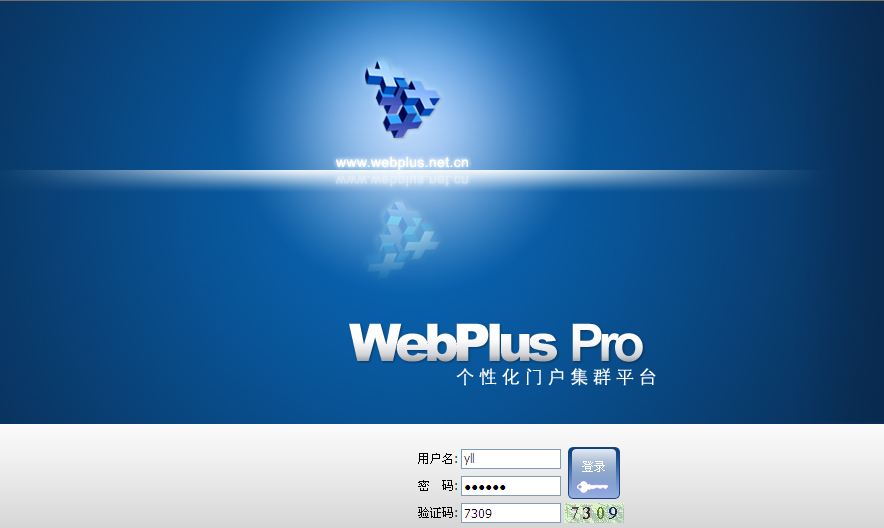 www.webplus.net.cn
WebPlus Pro
个性化门户集群平台
用户名: yll
登录
密 码: ●●●●●●
验证码: 7309
7309